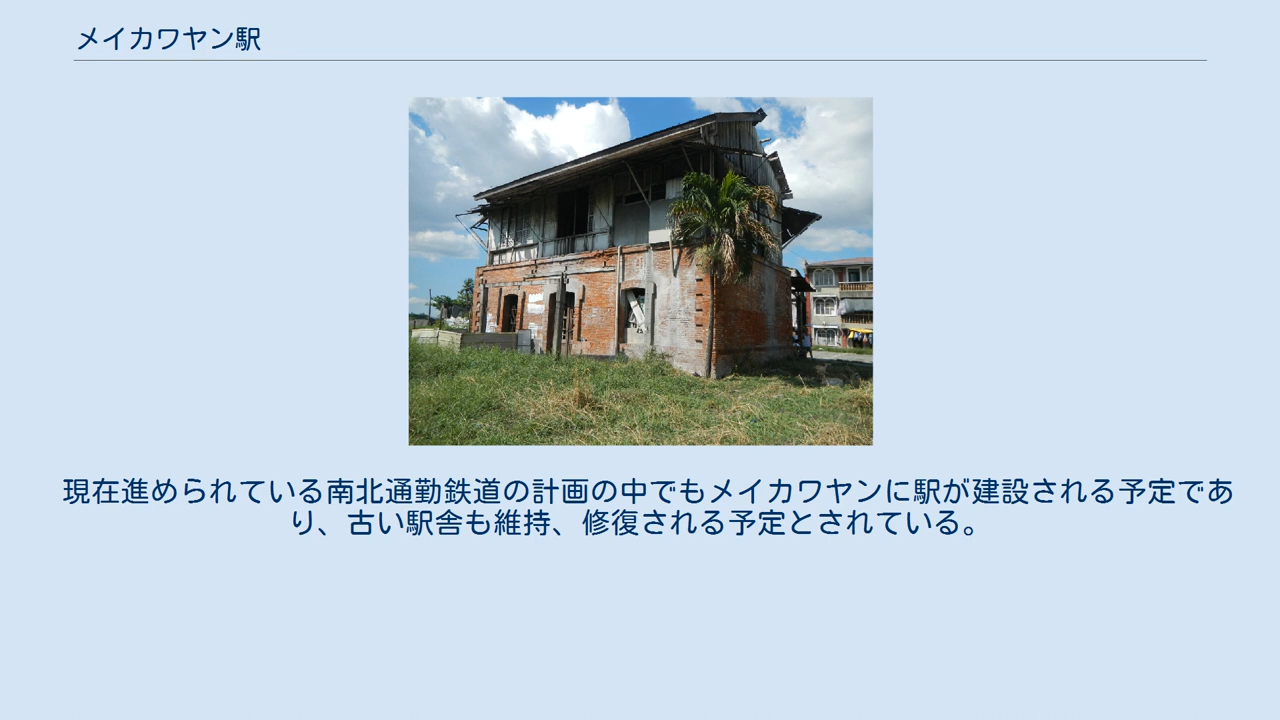 メイカワヤン駅
現在進められている南北通勤鉄道の計画の中でもメイカワヤンに駅が建設される予定であ
り、古い駅舎も維持、修復される予定とされている。